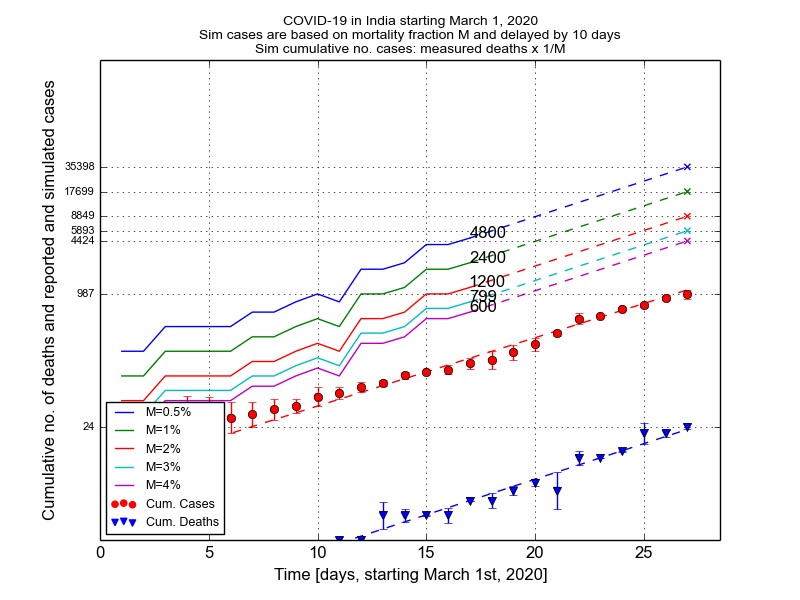 COVID-19 in India starting March 1, 2020
Sim cases are based on mortality fraction M and delayed by 10 days
Sim cumulative no. cases: measured deaths x 1/M
Cumulative no. of deaths and reported and simulated cases
35398
17699
8849
5893
4424
987
24
4800
2400
1200
799
600
M=0.5%
M=1%
M=2%
M=3%
M=4%
Cum. Cases
Cum. Deaths
0 5 10 15 20 25
Time [days, starting March 1st, 2020]